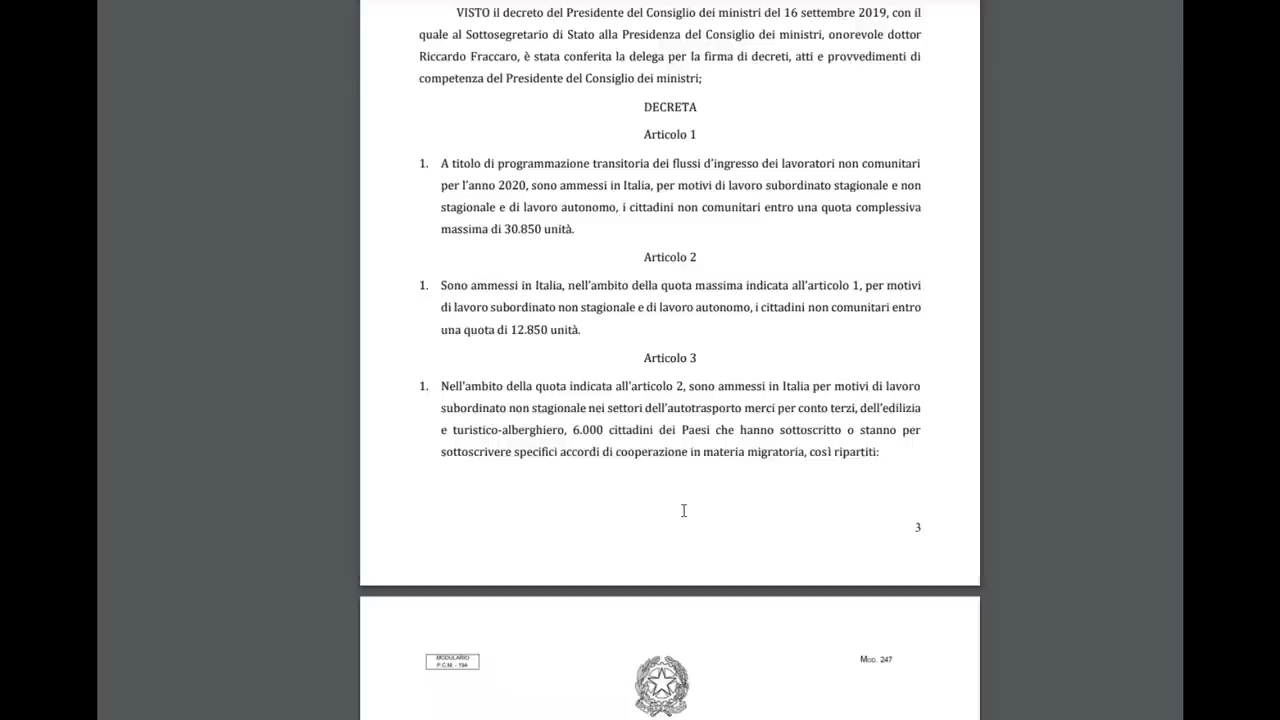 VISTO il decreto del Presidente del Consiglio dei ministri del 16 settembre 2019, con il
quale al Sottosegretario di Stato alla Presidenza del Consiglio dei ministri, onorevole dottor
Riccardo Fraccaro, è stata conferita la delega per la firma di decreti, atti e provvedimenti di
competenza del Presidente del Consiglio dei ministri;
DECRETA
Articolo 1
1. A titolo di programmazione transitoria dei flussi d'ingresso dei lavoratori non comunitari
per l'anno 2020, sono ammessi in Italia, per motivi di lavoro subordinato stagionale e non
stagionale e di lavoro autonomo, i cittadini non comunitari entro una quota complessiva
massima di 30.850 unità.
Articolo 2
1. Sono ammessi in Italia, nell'ambito della quota massima indicata all'articolo 1, per motivi
di lavoro subordinato non stagionale e di lavoro autonomo, i cittadini non comunitari entro
una quota di 12.850 unità.
Articolo 3
1. Nell'ambito della quota indicata all'articolo 2, sono ammessi in Italia per motivi di lavoro
subordinato non stagionale nei settori dell'autotrasporto merci per conto terzi, dell'edilizia
e turistico-alberghiero, 6.000 cittadini dei Paesi che hanno sottoscritto o stanno per
sottoscrivere specifici accordi di cooperazione in materia migratoria, così ripartiti:
3
MODULARIO
P.C.M. - 194
Mod. 247